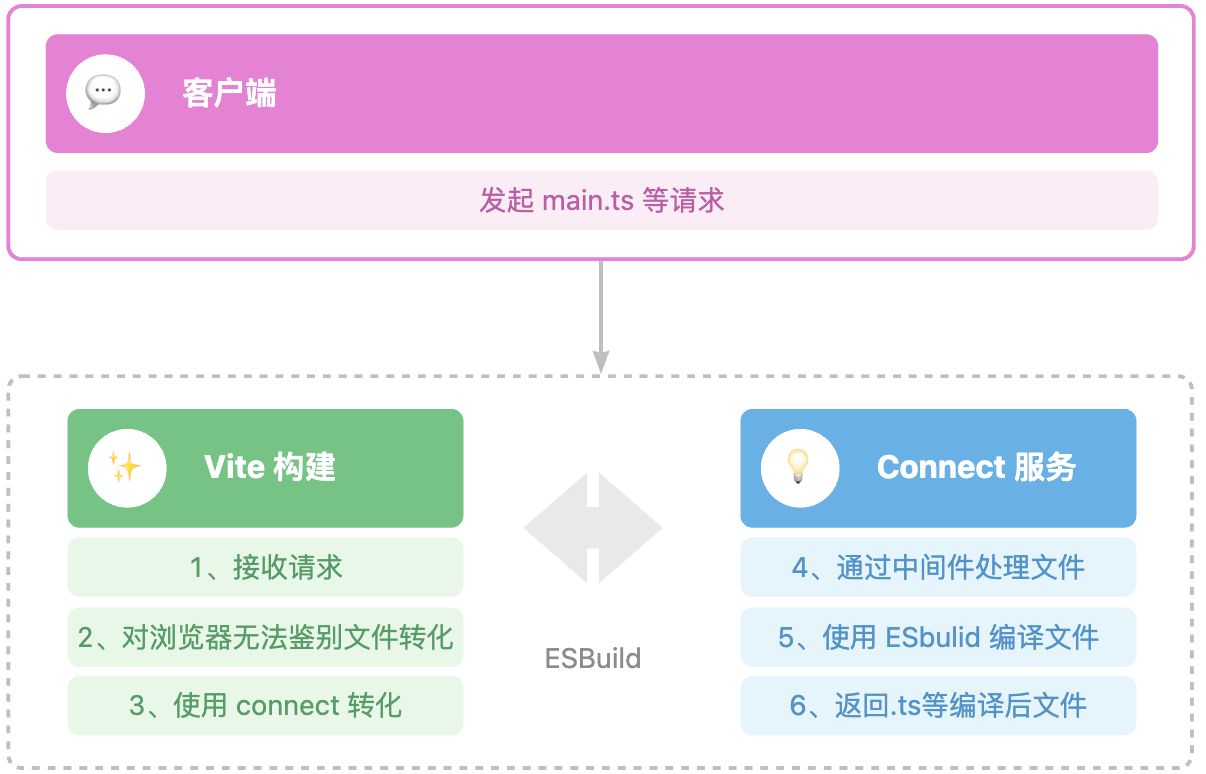 客户端
发起 main.ts 等请求
Vite 构建
1、接收请求
2、对浏览器无法鉴别文件转化
3、使用 connect 转化
ESBuild
Connect 服务
4、通过中间件处理文件
5、使用 ESbulid 编译文件
6、返回.ts等编译后文件